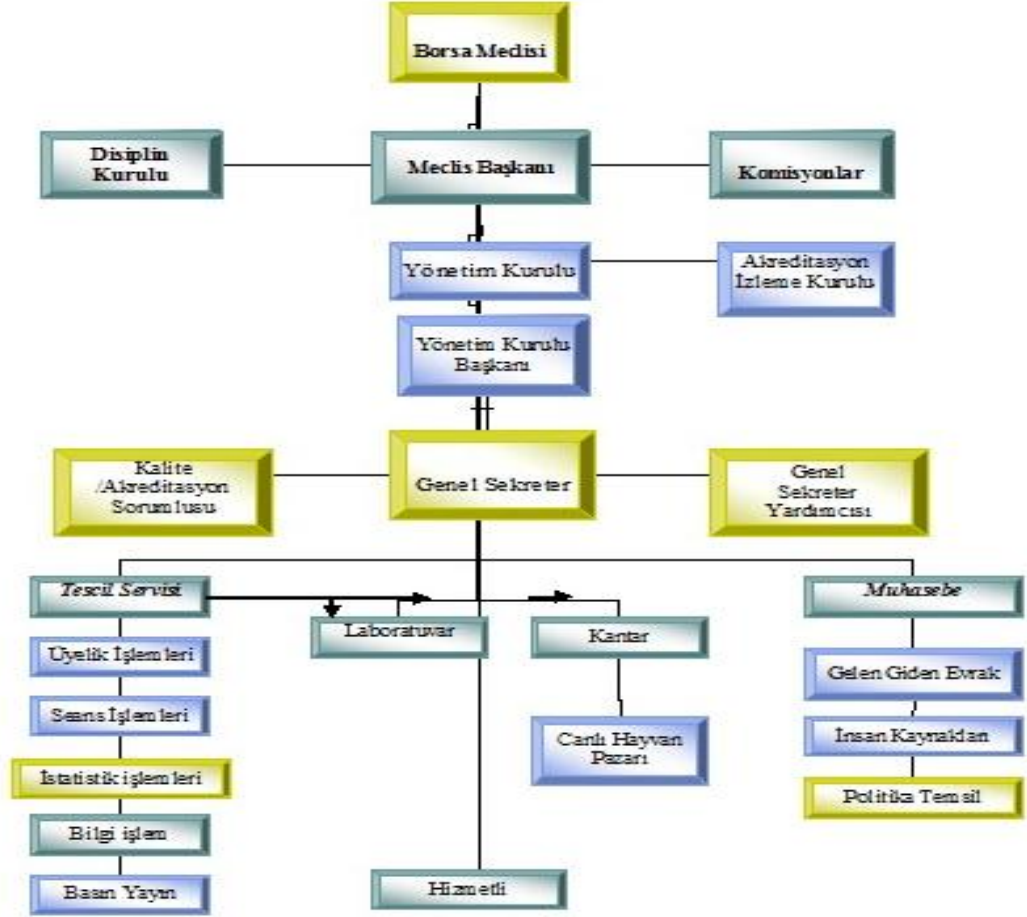 Borsa Meclisi
Disiplin
Kurulu
Meclis Başkanı
Komisyonlar
Yönetim Kurulu
Akreditasyon
İzleme Kurulu
Yönetim Kurulu
Başkanı
Kalite
/Akreditasyon
Sorumlusu
Genel Sekreter
Genel
Sekreter
Yardımcısı
Tescil Servisi
Muhasebe
Laboratuvar
Kantar
Üyelik İşlemleri
Gelen Giden Evrak
Seans İşlemleri
İnsan Kaynakları
Canlı Hayvan
Pazarı
İstatistik işlemleri
Politika Temsil
Bilgi işlem
Basın Yayın
Hizmetli